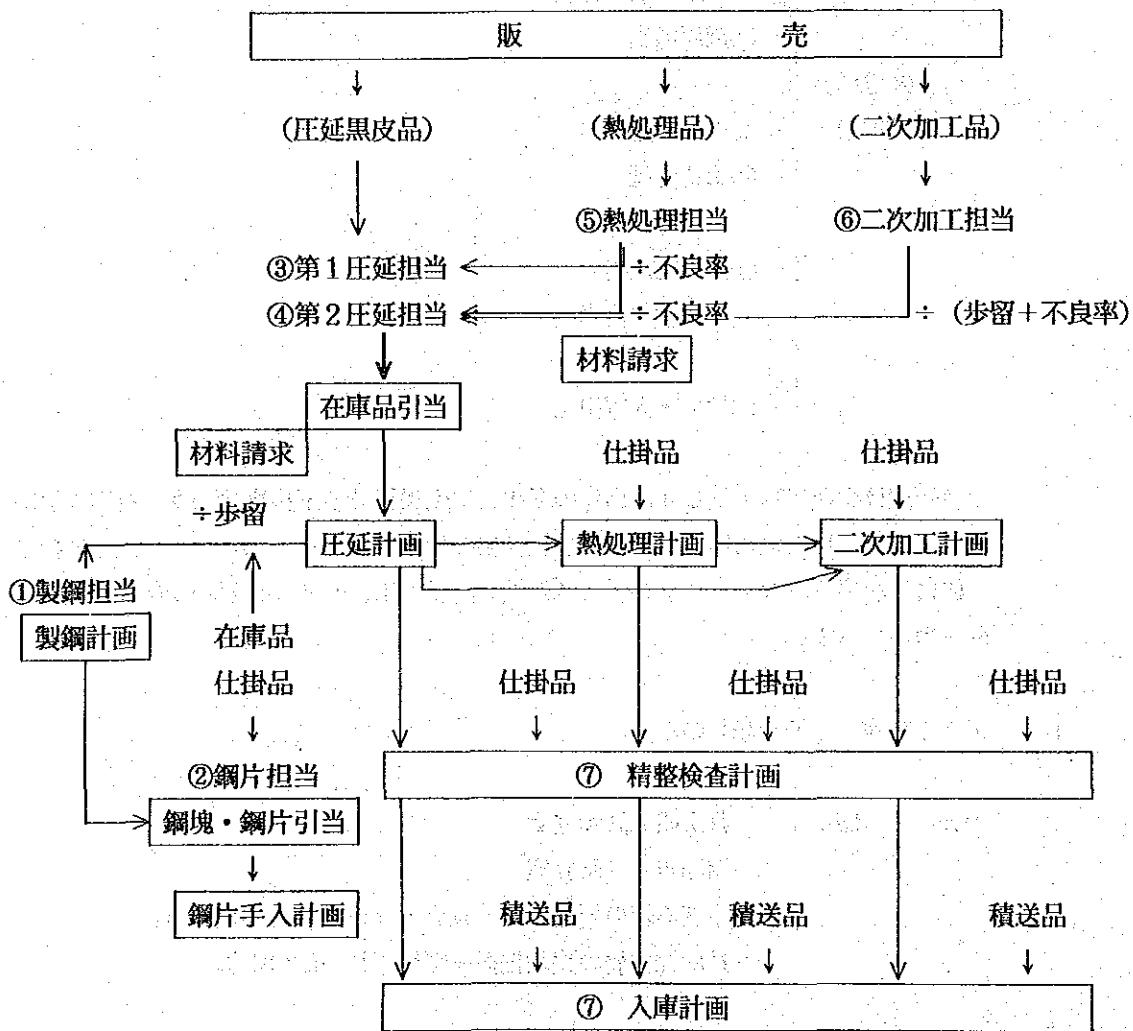 販　売
(圧延黒皮品)　(熱処理品)　(二次加工品)
⑤熱処理担当　⑥二次加工担当
③第1圧延担当　÷不良率
④第2圧延担当　÷不良率　÷（歩留＋不良率）
材料請求
在庫品引当
材料請求　仕掛品　仕掛品
÷歩留
圧延計画　熱処理計画　二次加工計画
①製鋼担当
製鋼計画　在庫品
仕掛品　仕掛品　仕掛品　仕掛品
②鋼片担当　⑦　精整検査計画
鋼塊・鋼片引当
鋼片手入計画　積送品　積送品　積送品
⑦　入庫計画